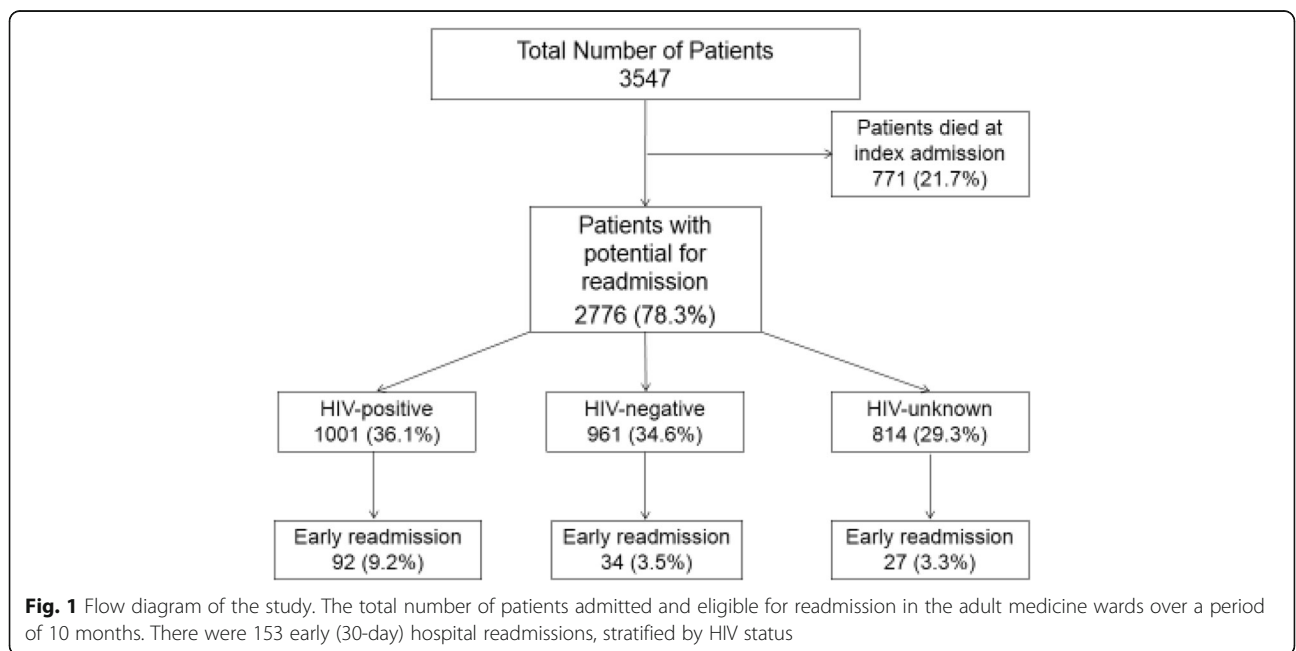 Total Number of Patients
3547
Patients died at
index admission
771 (21.7%)
Patients with
potential for
readmission
2776 (78.3%)
HIV-positive
1001 (36.1%)
HIV-negative
961 (34.6%)
HIV-unknown
814 (29.3%)
Early readmission
92 (9.2%)
Early readmission
34 (3.5%)
Early readmission
27 (3.3%)
Fig. 1 Flow diagram of the study. The total number of patients admitted and eligible for readmission in the adult medicine wards over a period
of 10 months. There were 153 early (30-day) hospital readmissions, stratified by HIV status